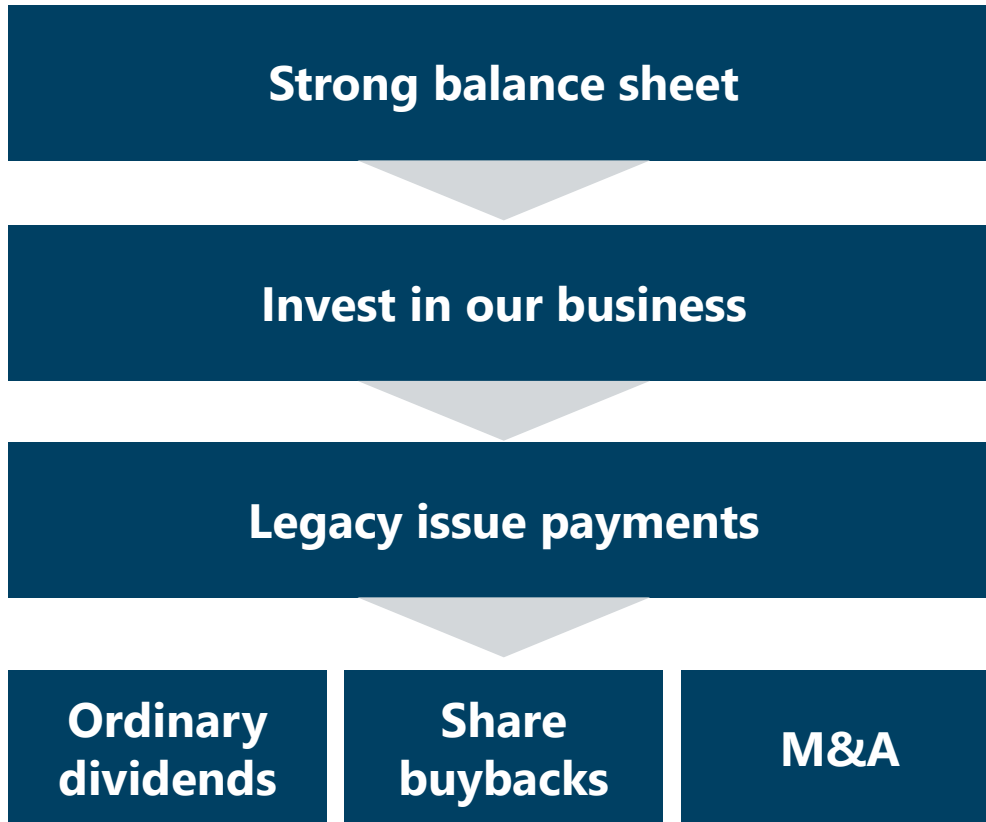 Strong balance sheet
Invest in our business
Legacy issue payments
Ordinary
dividends
Share
buybacks
M&A